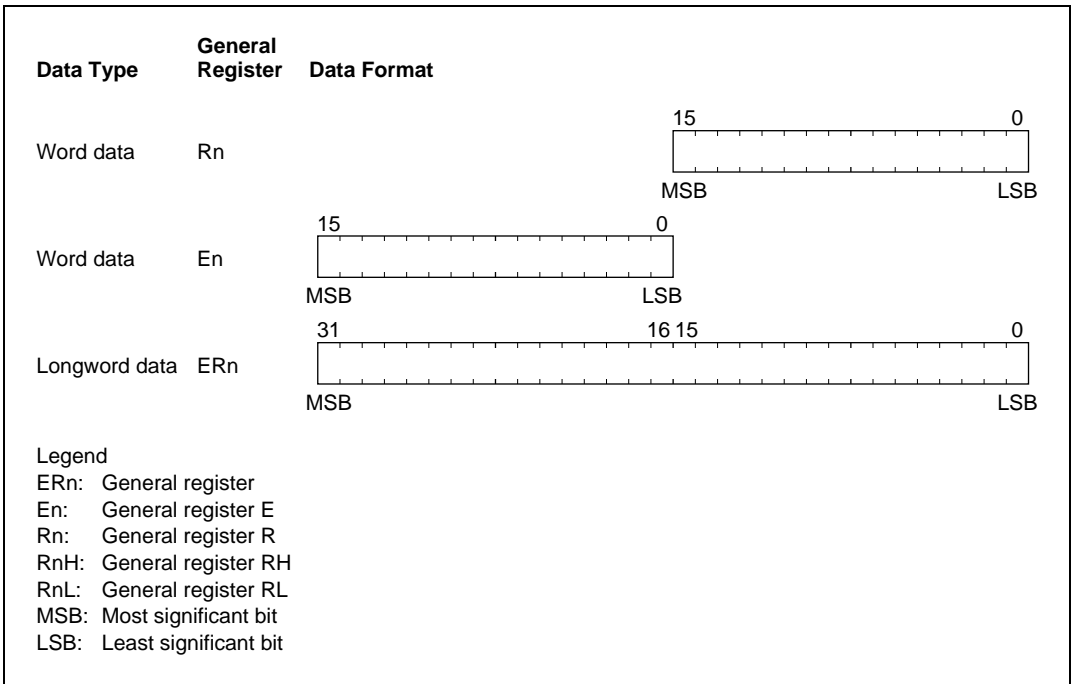 General
Data Type Register Data Format
15 0
Word data Rn
MSB LSB
15 0
Word data En
MSB LSB
31 16 15 0
Longword data ERn
MSB LSB
Legend
ERn: General register
En: General register E
Rn: General register R
RnH: General register RH
RnL: General register RL
MSB: Most significant bit
LSB: Least significant bit